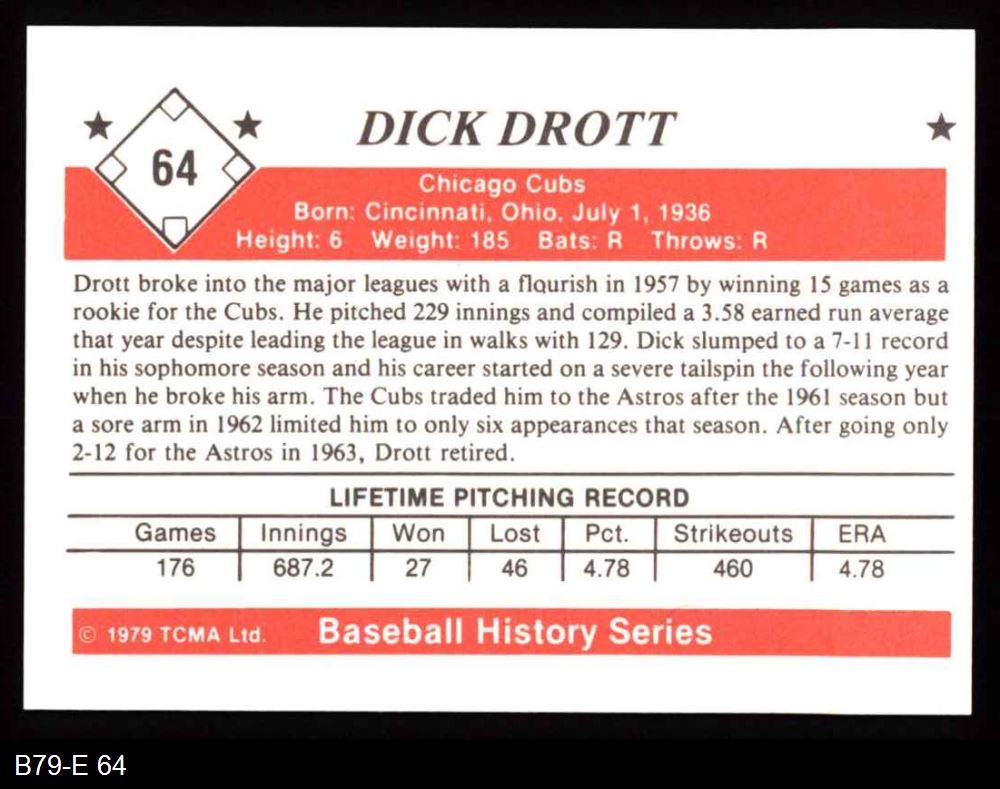 DICK DROTT
64
Chicago Cubs
Born: Cincinnati, Ohio, July 1, 1936
Height: 6 Weight: 185 Bats: R Throws: R
Drott broke into the major leagues with a flourish in 1957 by winning 15 games as a
rookie for the Cubs. He pitched 229 innings and compiled a 3.58 earned run average
that year despite leading the league in walks with 129. Dick slumped to a 7-11 record
in his sophomore season and his career started on a severe tailspin the following year
when he broke his arm. The Cubs traded him to the Astros after the 1961 season but
a sore arm in 1962 limited him to only six appearances that season. After going only
2-12 for the Astros in 1963, Drott retired.
LIFETIME PITCHING RECORD
Games Innings Won Lost Pct. Strikeouts ERA
176 687.2 27 46 4.78 460 4.78
© 1979 TCMA Ltd. Baseball History Series
B79-E 64